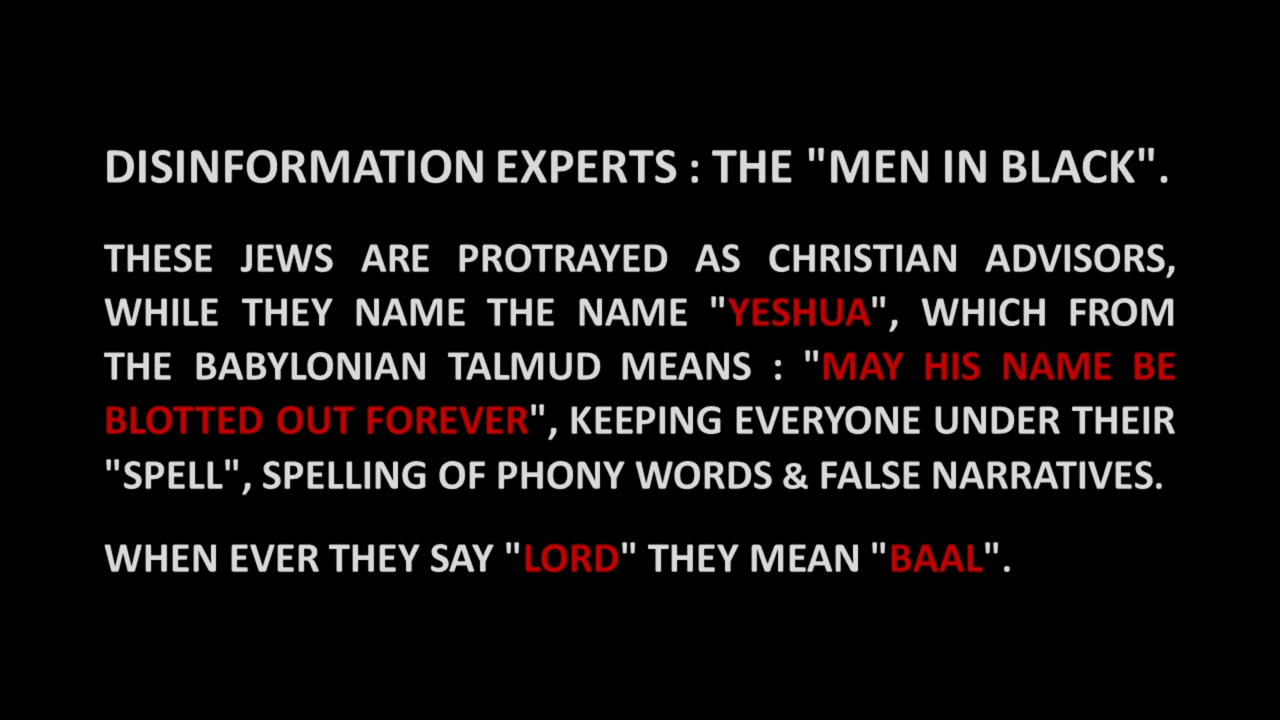 DISINFORMATION EXPERTS : THE "MEN IN BLACK".
THESE JEWS ARE PROTRAYED AS CHRISTIAN ADVISORS,
WHILE THEY NAME THE NAME "YESHUA", WHICH FROM
THE BABYLONIAN TALMUD MEANS : "MAY HIS NAME BE
BLOTTED OUT FOREVER", KEEPING EVERYONE UNDER THEIR
"SPELL", SPELLING OF PHONY WORDS & FALSE NARRATIVES.
WHEN EVER THEY SAY "LORD" THEY MEAN "BAAL".